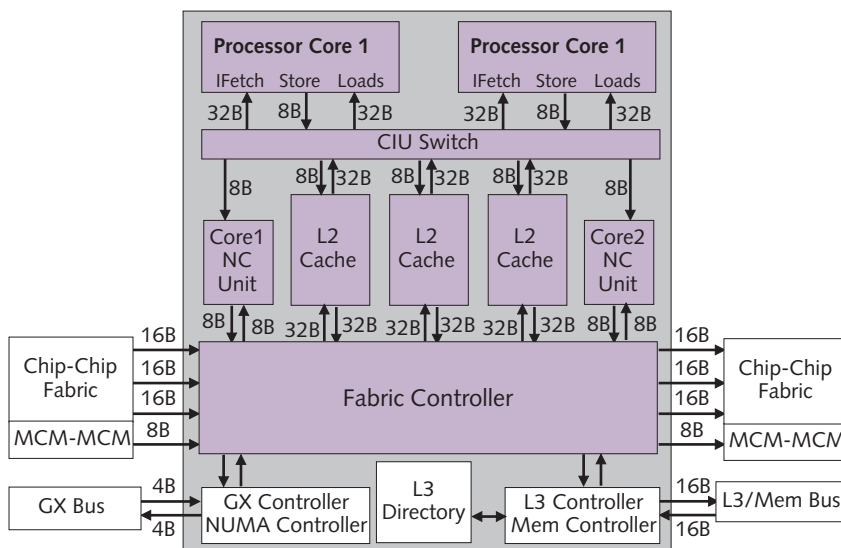 Processor Core 1
Processor Core 1
IFetch Store Loads
IFetch Store Loads
32B 8B 32B
32B 8B 32B
CIU Switch
8B
8B 32B
8B 32B
8B 32B
8B
Core1
NC
Unit
L2
Cache
L2
Cache
L2
Cache
Core2
NC
Unit
8B 8B
32B 32B
32B 32B
32B 32B
8B 8B
Chip-Chip
Fabric
MCM-MCM
16B
16B
16B
8B
Fabric Controller
16B
16B
16B
8B
Chip-Chip
Fabric
MCM-MCM
GX Bus
4B
4B
GX Controller
NUMA Controller
L3
Directory
L3 Controller
Mem Controller
16B
16B
L3/Mem Bus